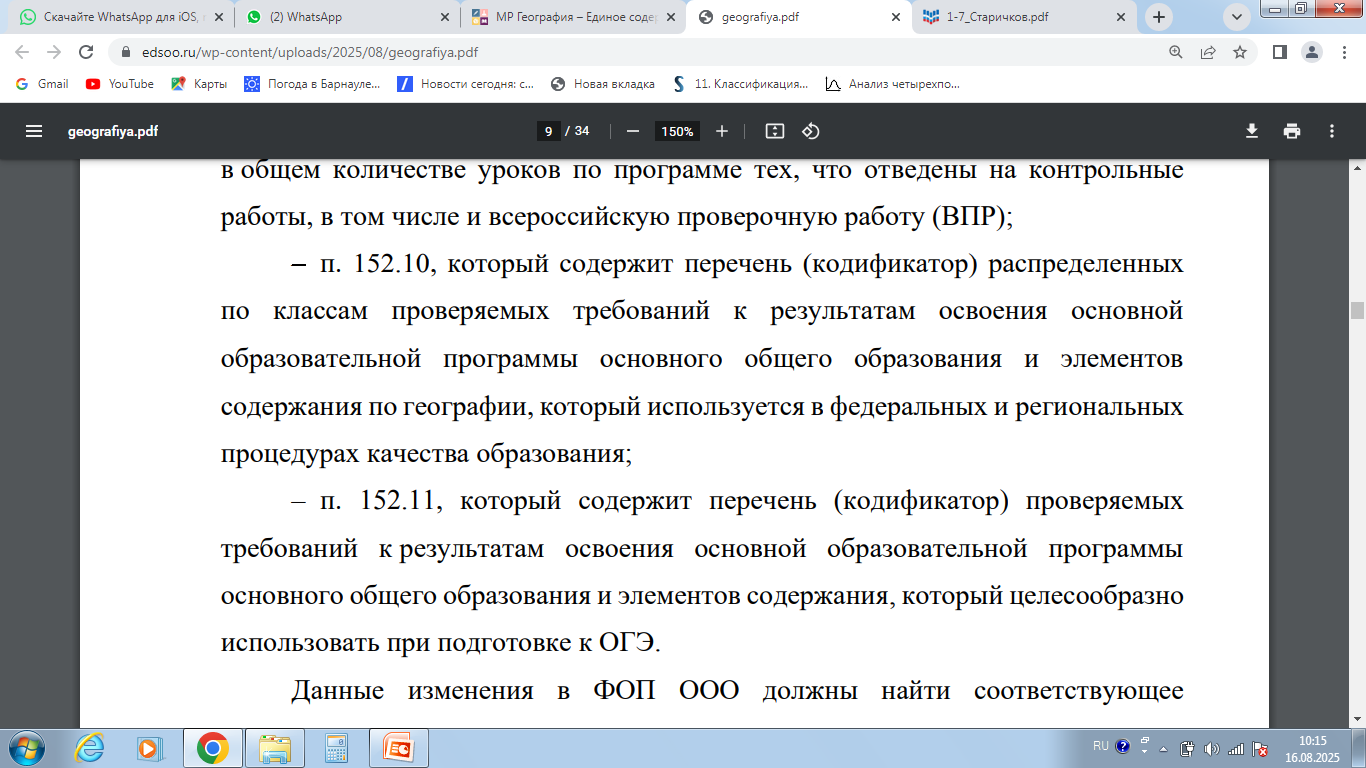 Скачайте WhatsApp для iOS,
(2) WhatsApp
МР География – Единое содер
geografiya.pdf
1-7_Старичков.pdf
edsoo.ru/wp-content/uploads/2025/08/geografiya.pdf
Gmail
YouTube
Карты
Погода в Барнауле...
Новости сегодня: с...
Новая вкладка
11. Классификация...
Анализ четырехпо...
geografiya.pdf
9 / 34
150%
в общем количестве уроков по программе тех, что отведены на контрольные
работы, в том числе и всероссийскую проверочную работу (ВПР);
– п. 152.10, который содержит перечень (кодификатор) распределенных
по классам проверяемых требований к результатам освоения основной
образовательной программы основного общего образования и элементов
содержания по географии, который используется в федеральных и региональных
процедурах качества образования;
– п. 152.11, который содержит перечень (кодификатор) проверяемых
требований к результатам освоения основной образовательной программы
основного общего образования и элементов содержания, который целесообразно
использовать при подготовке к ОГЭ.
Данные изменения в ФОП ООО должны найти соответствующее
RU
10:15
16.08.2025